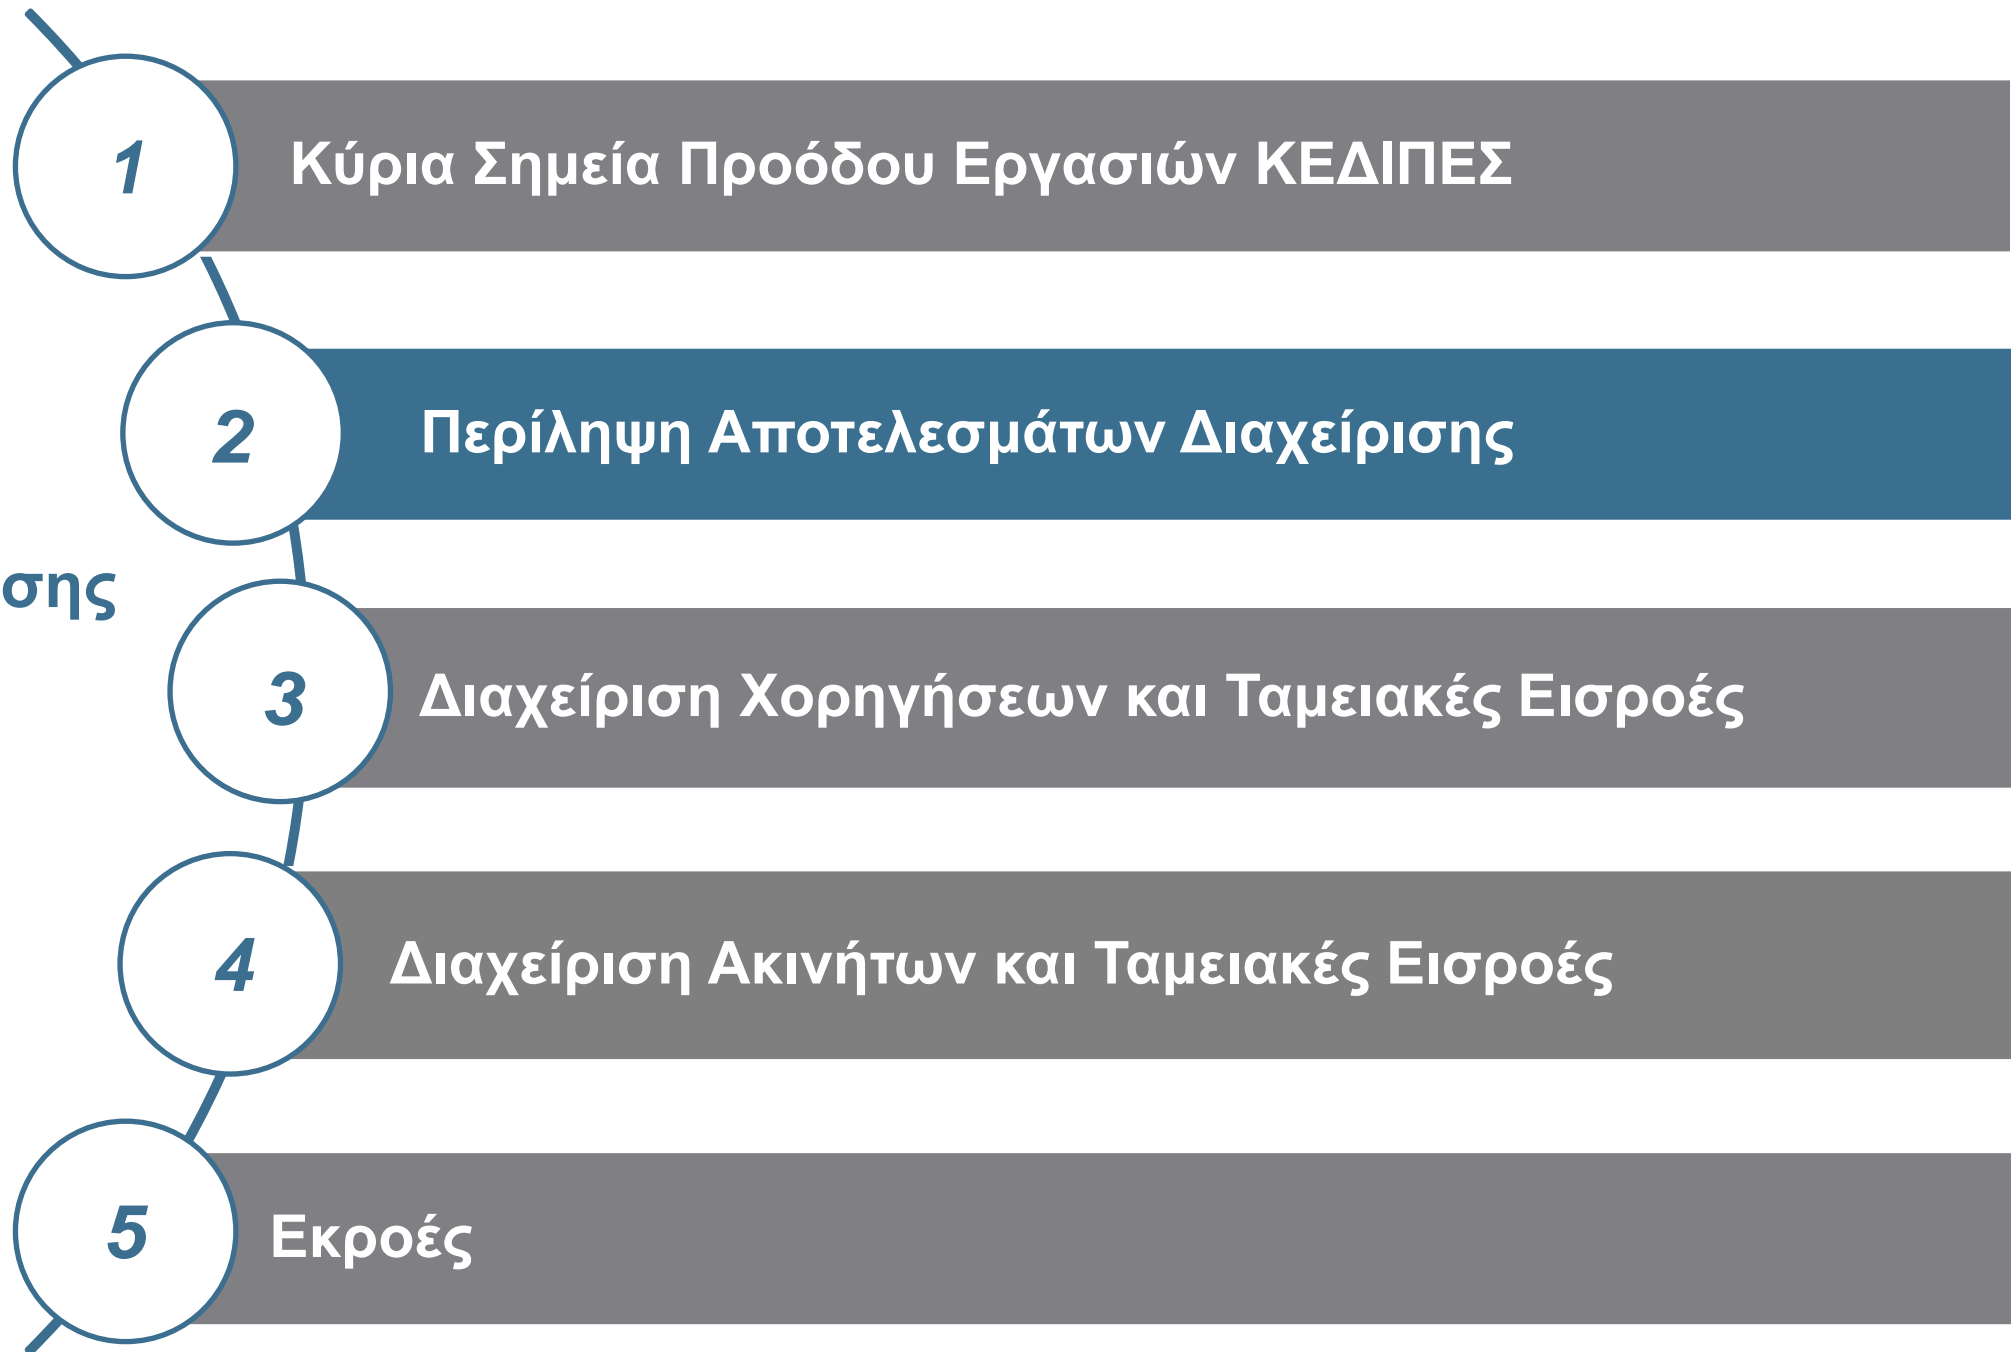 1
Κύρια Σημεία Προόδου Εργασιών ΚΕΔΙΠΕΣ
2
Περίληψη Αποτελεσμάτων Διαχείρισης
σης
3
Διαχείριση Χορηγήσεων και Ταμειακές Εισροές
4
Διαχείριση Ακινήτων και Ταμειακές Εισροές
5
Εκροές